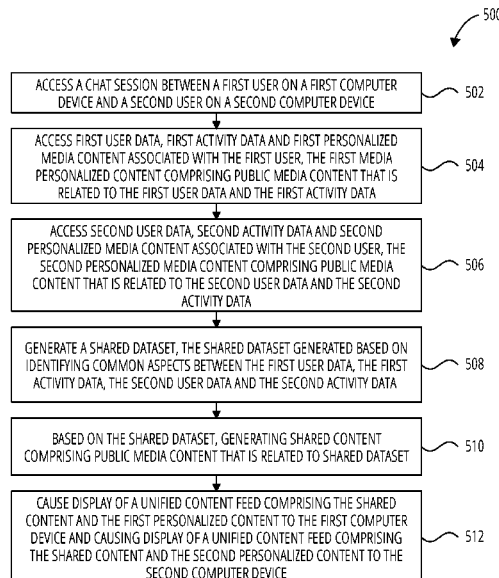 500
ACCESS A CHAT SESSION BETWEEN A FIRST USER ON A FIRST COMPUTER
DEVICE AND A SECOND USER ON A SECOND COMPUTER DEVICE
502
ACCESS FIRST USER DATA, FIRST ACTIVITY DATA AND FIRST PERSONALIZED
MEDIA CONTENT ASSOCIATED WITH THE FIRST USER, THE FIRST MEDIA
PERSONALIZED CONTENT COMPRISING PUBLIC MEDIA CONTENT THAT IS
RELATED TO THE FIRST USER DATA AND THE FIRST ACTIVITY DATA
504
ACCESS SECOND USER DATA, SECOND ACTIVITY DATA AND SECOND
PERSONALIZED MEDIA CONTENT ASSOCIATED WITH THE SECOND USER, THE
SECOND PERSONALIZED MEDIA CONTENT COMPRISING PUBLIC MEDIA
CONTENT THAT IS RELATED TO THE SECOND USER DATA AND THE SECOND
ACTIVITY DATA
506
GENERATE A SHARED DATASET, THE SHARED DATASET GENERATED BASED ON
IDENTIFYING COMMON ASPECTS BETWEEN THE FIRST USER DATA, THE FIRST
ACTIVITY DATA, THE SECOND USER DATA AND THE SECOND ACTIVITY DATA
508
BASED ON THE SHARED DATASET, GENERATING SHARED CONTENT
COMPRISING PUBLIC MEDIA CONTENT THAT IS RELATED TO SHARED DATASET
510
CAUSE DISPLAY OF A UNIFIED CONTENT FEED COMPRISING THE SHARED
CONTENT AND THE FIRST PERSONALIZED CONTENT TO THE FIRST COMPUTER
DEVICE AND CAUSING DISPLAY OF A UNIFIED CONTENT FEED COMPRISING
THE SHARED CONTENT AND THE SECOND PERSONALIZED CONTENT TO THE
SECOND COMPUTER DEVICE
512